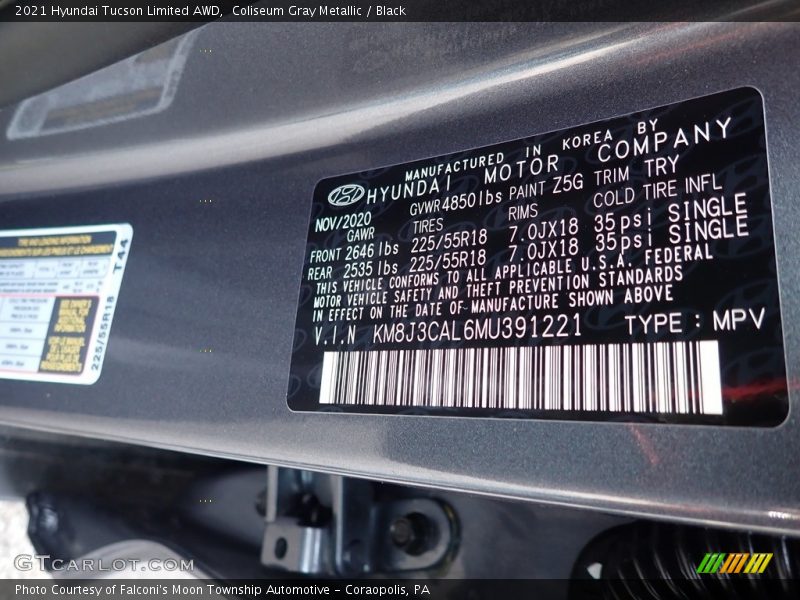 2021 Hyundai Tucson Limited AWD, Coliseum Gray Metallic / Black
MANUFACTURED IN KOREA BY
HYUNDAI MOTOR COMPANY
NOV/2020 GVWR 4850 lbs PAINT Z5G TRIM TRY
GAWR TIRES RIMS COLD TIRE INFL
FRONT 2646 lbs 225/55R18 7.0JX18 35psi SINGLE
REAR 2535 lbs 225/55R18 7.0JX18 35psi SINGLE
THIS VEHICLE CONFORMS TO ALL APPLICABLE U.S.A. FEDERAL
MOTOR VEHICLE SAFETY AND THEFT PREVENTION STANDARDS
IN EFFECT ON THE DATE OF MANUFACTURE SHOWN ABOVE
V.I.N KM8J3CAL6MU391221 TYPE : MPV
TIRE AND LOADING INFORMATION
225/55R18 T44
GTCARLOT.COM
Photo Courtesy of Falconi's Moon Township Automotive - Coraopolis, PA